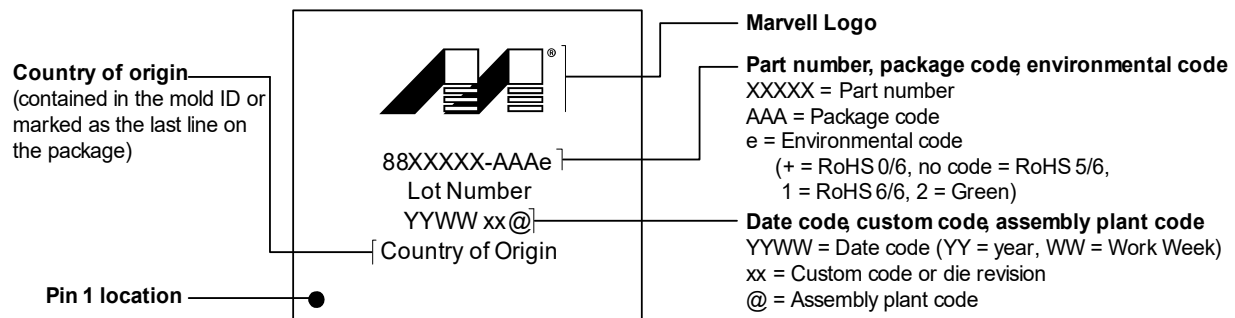 Marvell Logo
Country of origin
(contained in the mold ID or
marked as the last line on
the package)
Part number, package code, environmental code
XXXXX = Part number
AAA = Package code
e = Environmental code
(+ = RoHS 0/6, no code = RoHS 5/6,
1 = RoHS 6/6, 2 = Green)
®
88XXXXX-AAAe
Lot Number
YYWW xx@
Country of Origin
Date code, custom code, assembly plant code
YYWW = Date code (YY = year, WW = Work Week)
xx = Custom code or die revision
@ = Assembly plant code
Pin 1 location